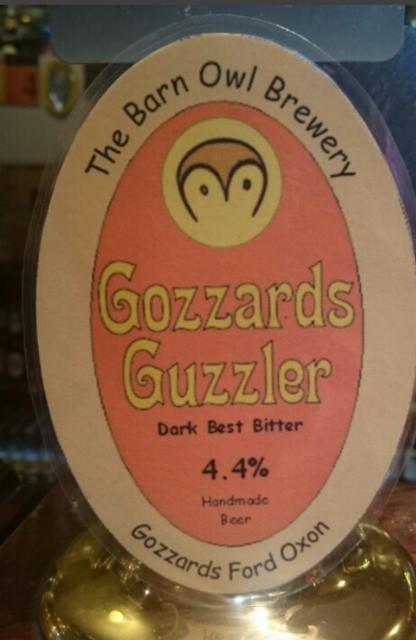 The Barn Owl Brewery
Gozzards
Guzzler
Dark Best Bitter
4.4%
Handmade
Beer
Gozzards Ford Oxon